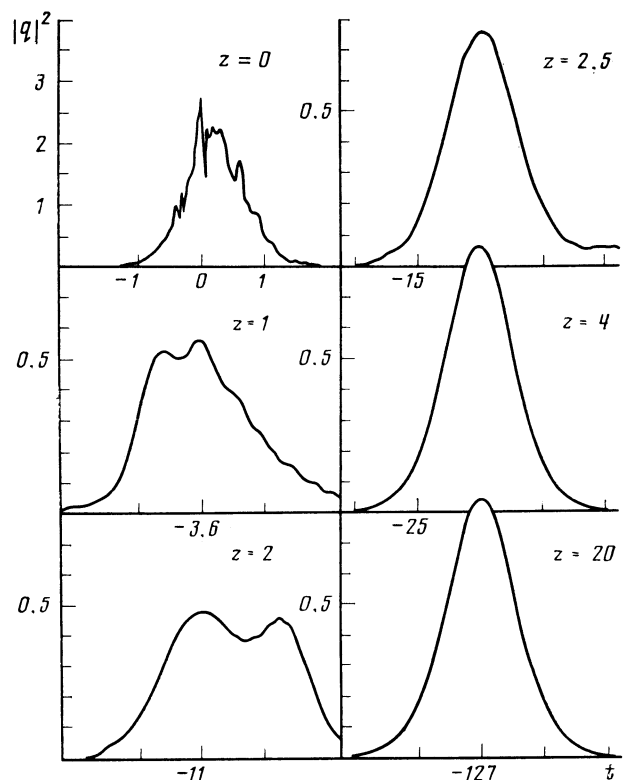 |q|²
z = 0
3
2
1
-1 0 1
z = 2,5
0.5
-15
z = 1
0.5
-3.6
z = 4
0.5
-25
z = 2
0.5
-11
z = 20
0.5
-127 t